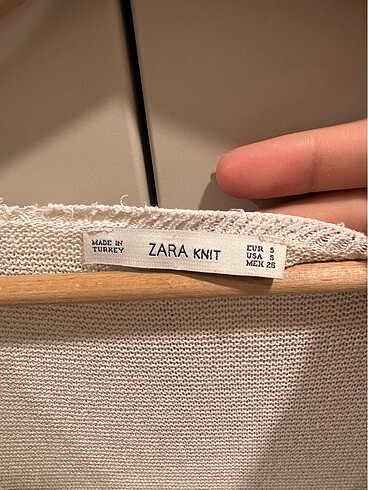 MADE IN
TURKEY
ZARA KNIT
EUR S
USA S
MEX 26